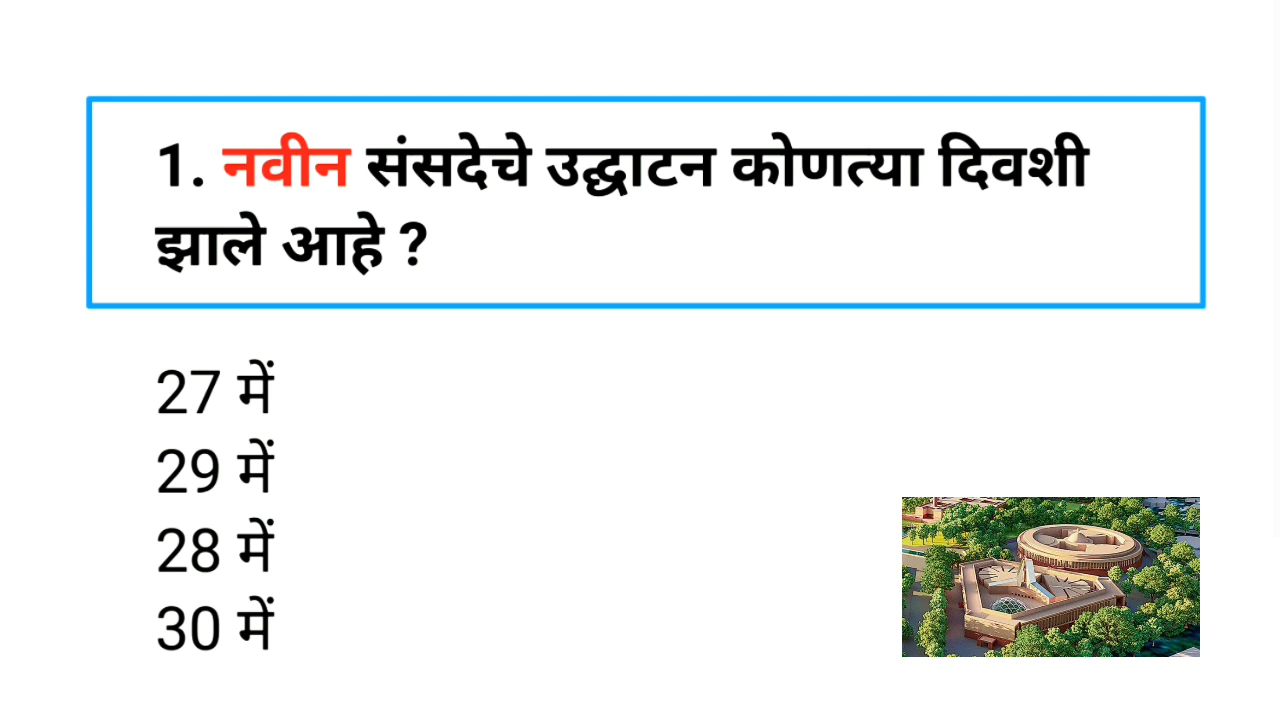 1. नवीन संसदेचे उद्घाटन कोणत्या दिवशी
झाले आहे ?
27 में
29 में
28 में
30 में